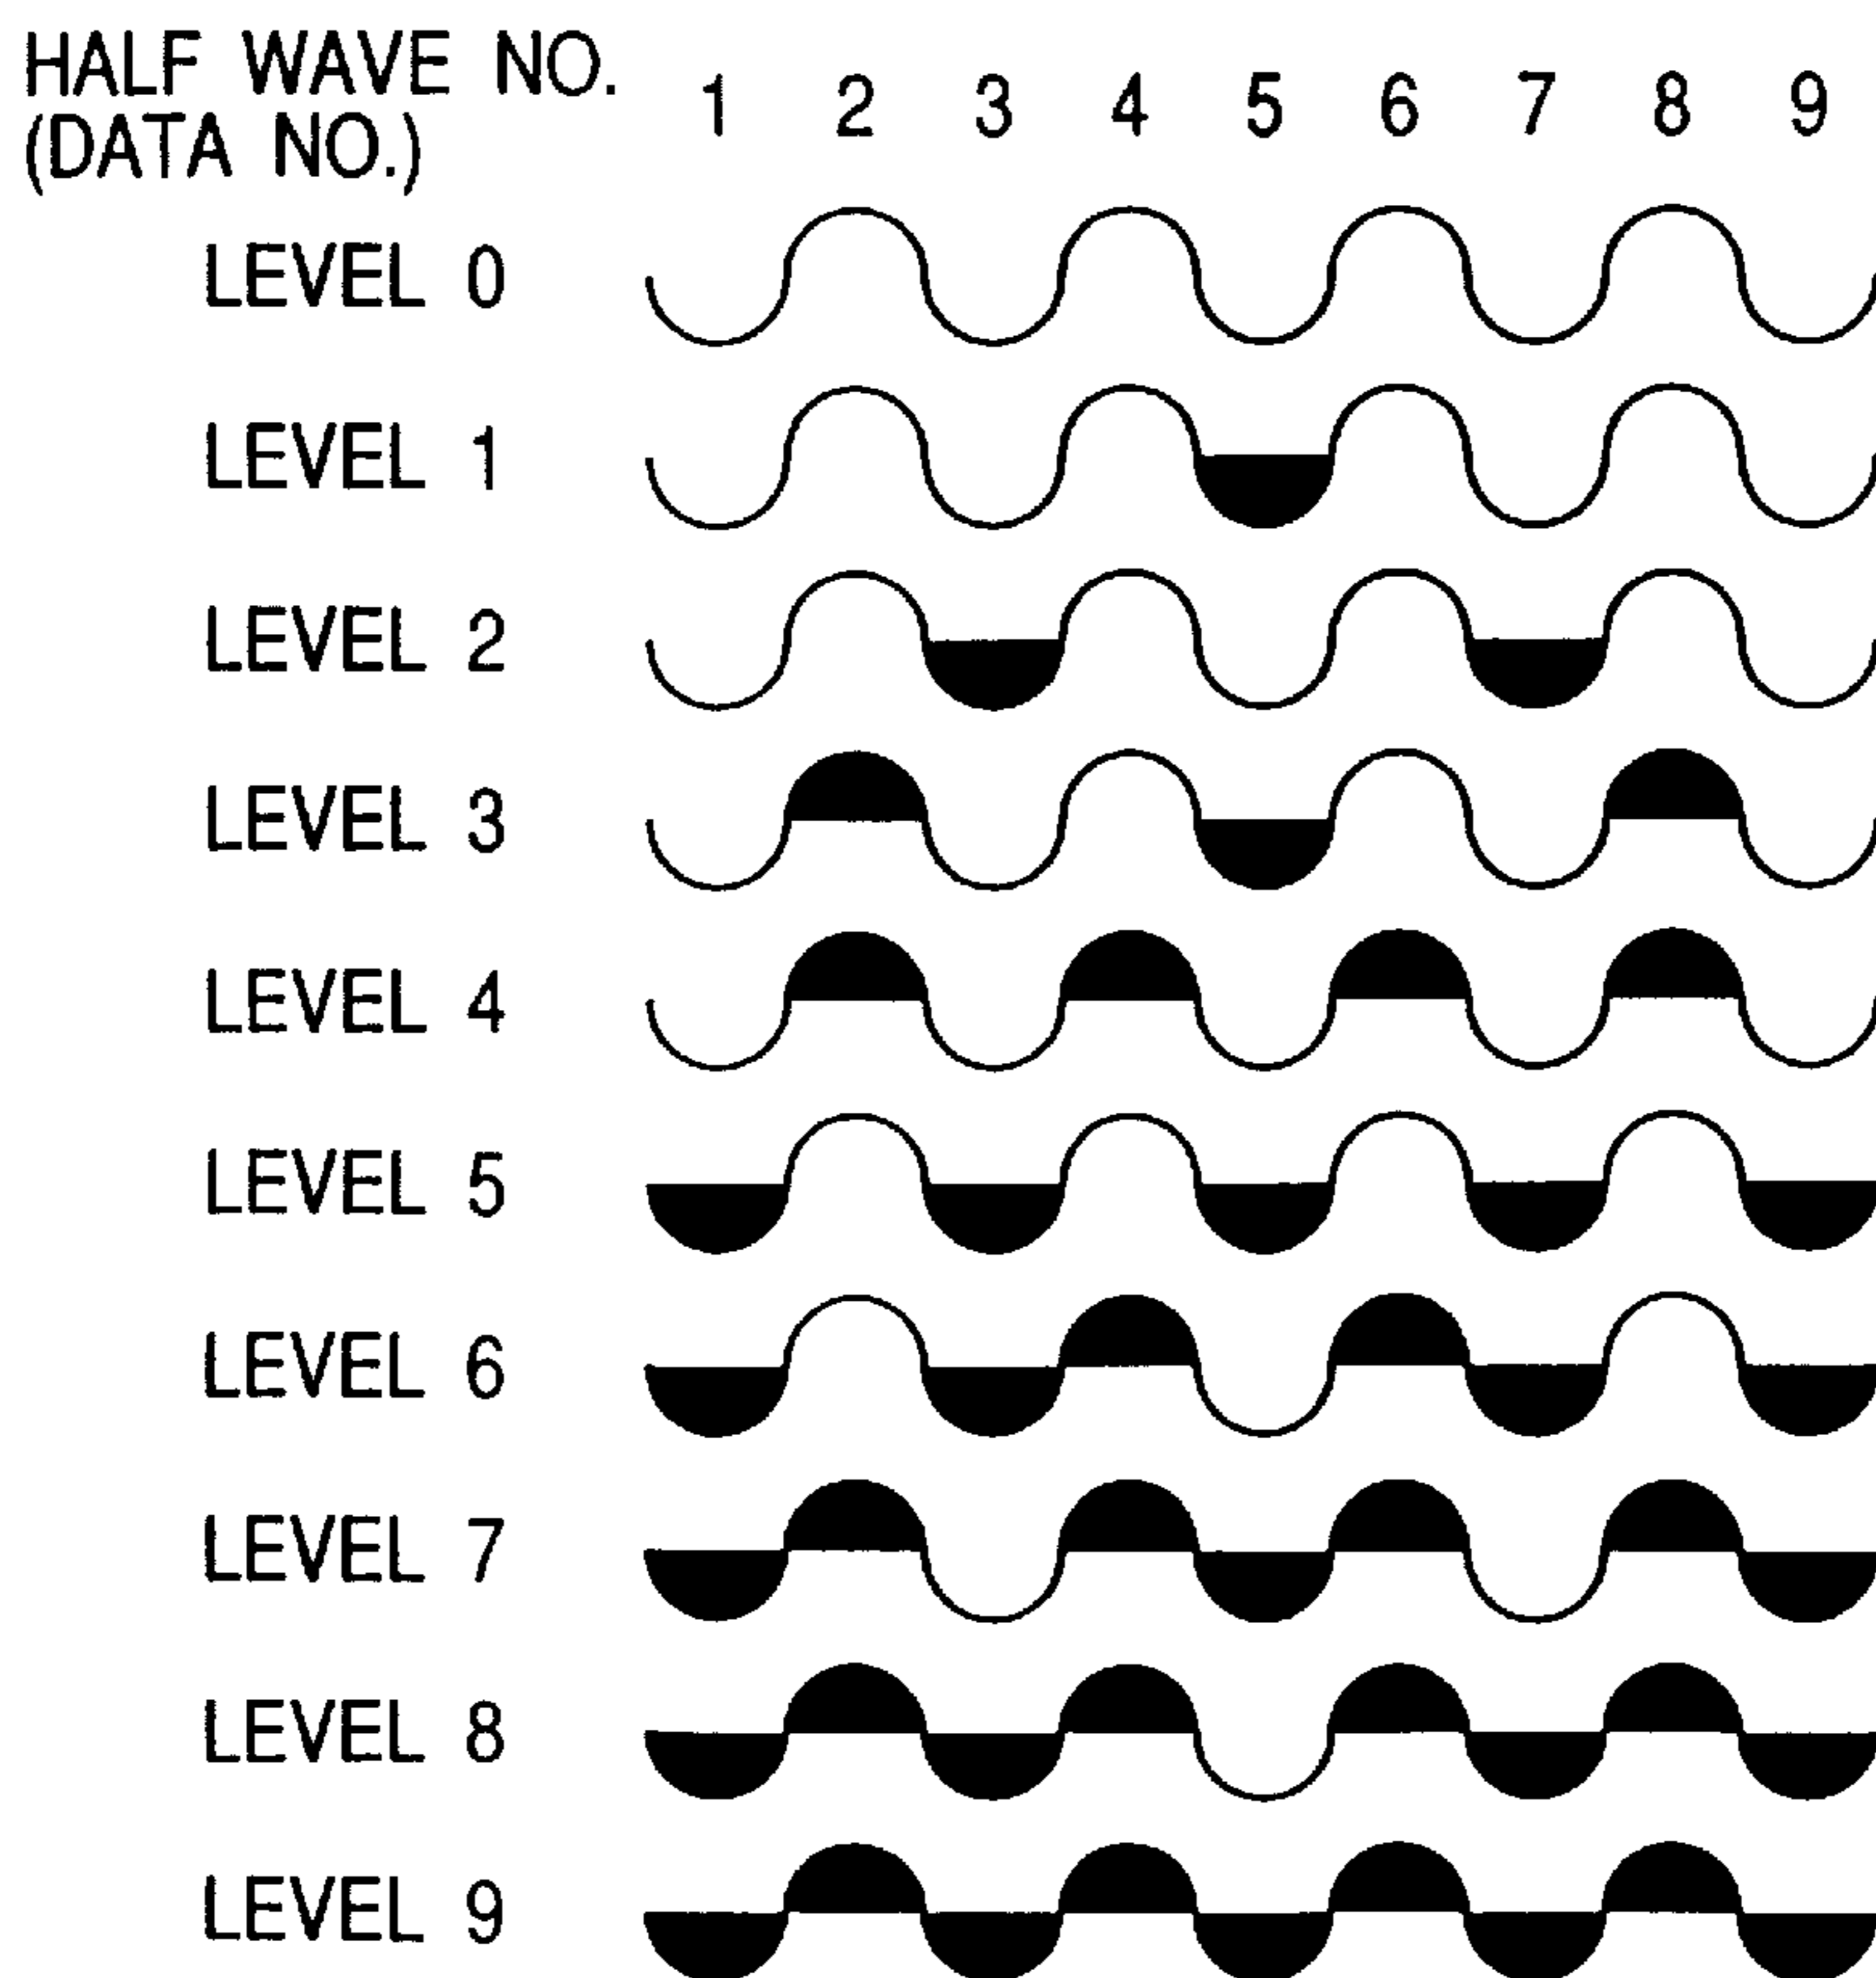 HALF WAVE NO. 1 2 3 4 5 6 7 8 9
(DATA NO.)
LEVEL 0
LEVEL 1
LEVEL 2
LEVEL 3
LEVEL 4
LEVEL 5
LEVEL 6
LEVEL 7
LEVEL 8
LEVEL 9